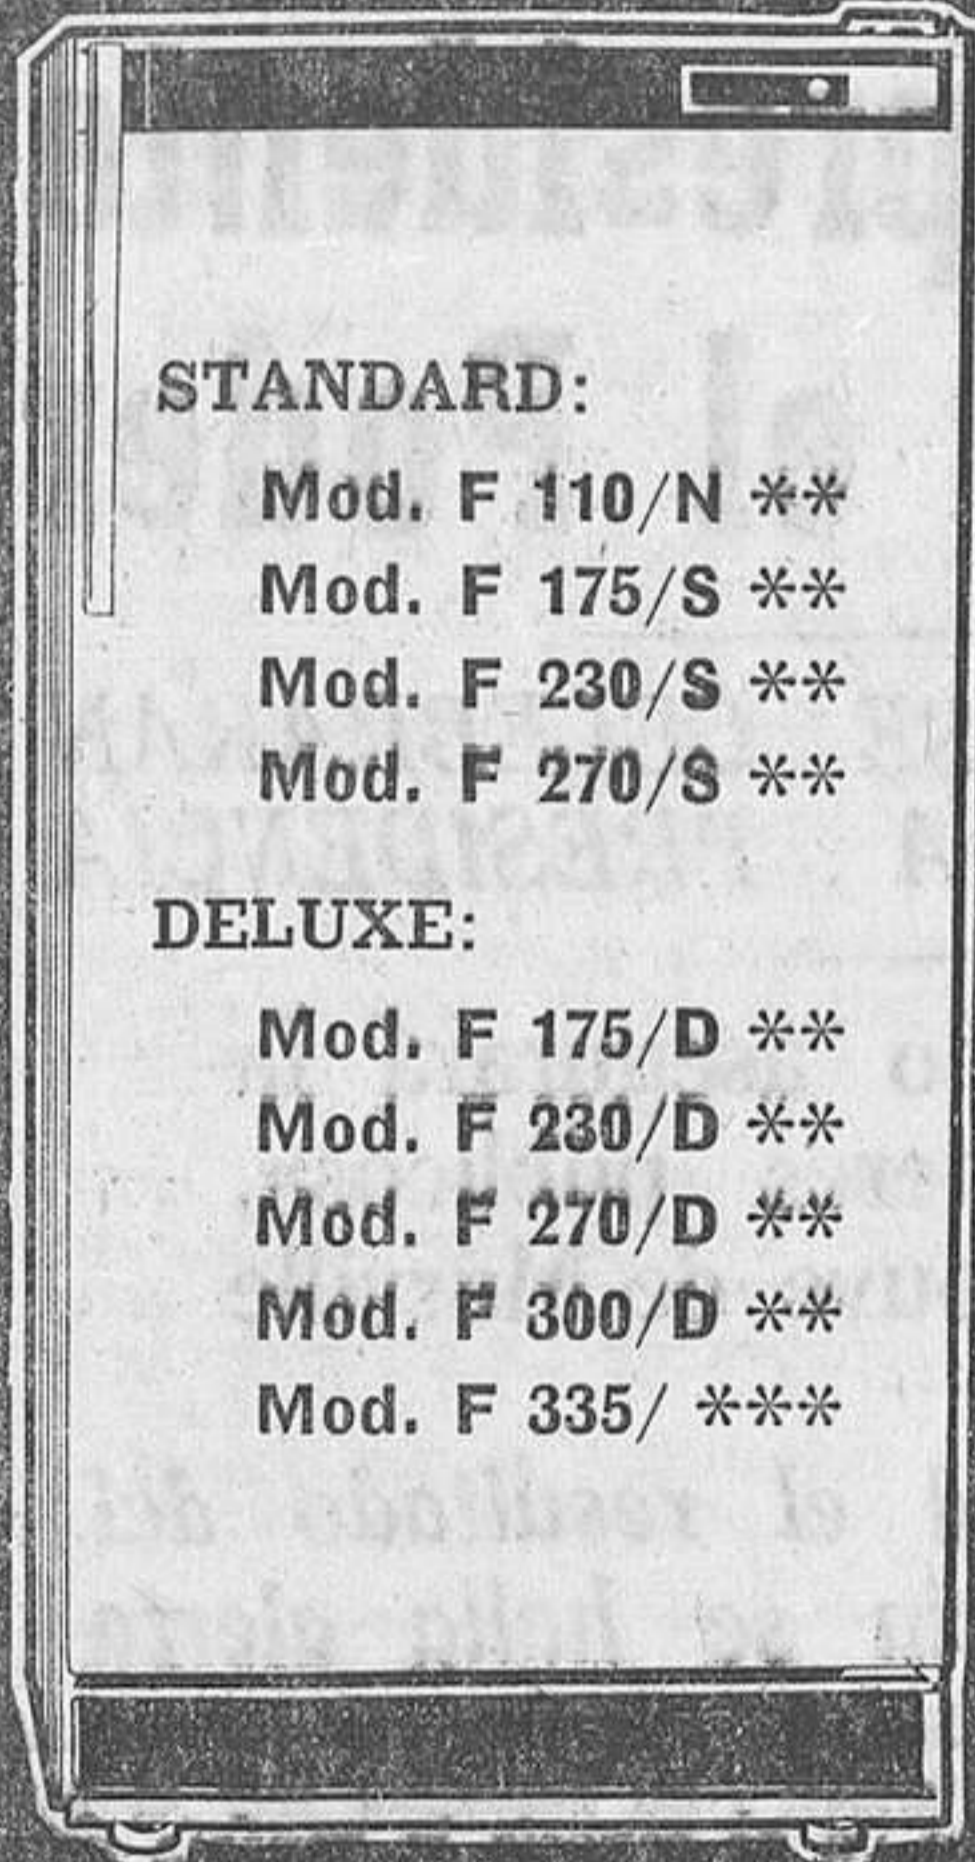 STANDARD:
Mod. F 110/N **
Mod. F 175/S **
Mod. F 230/S **
Mod. F 270/S **
DELUXE:
Mod. F 175/D **
Mod. F 230/D **
Mod. F 270/D **
Mod. F 300/D **
Mod. F 335/ ***